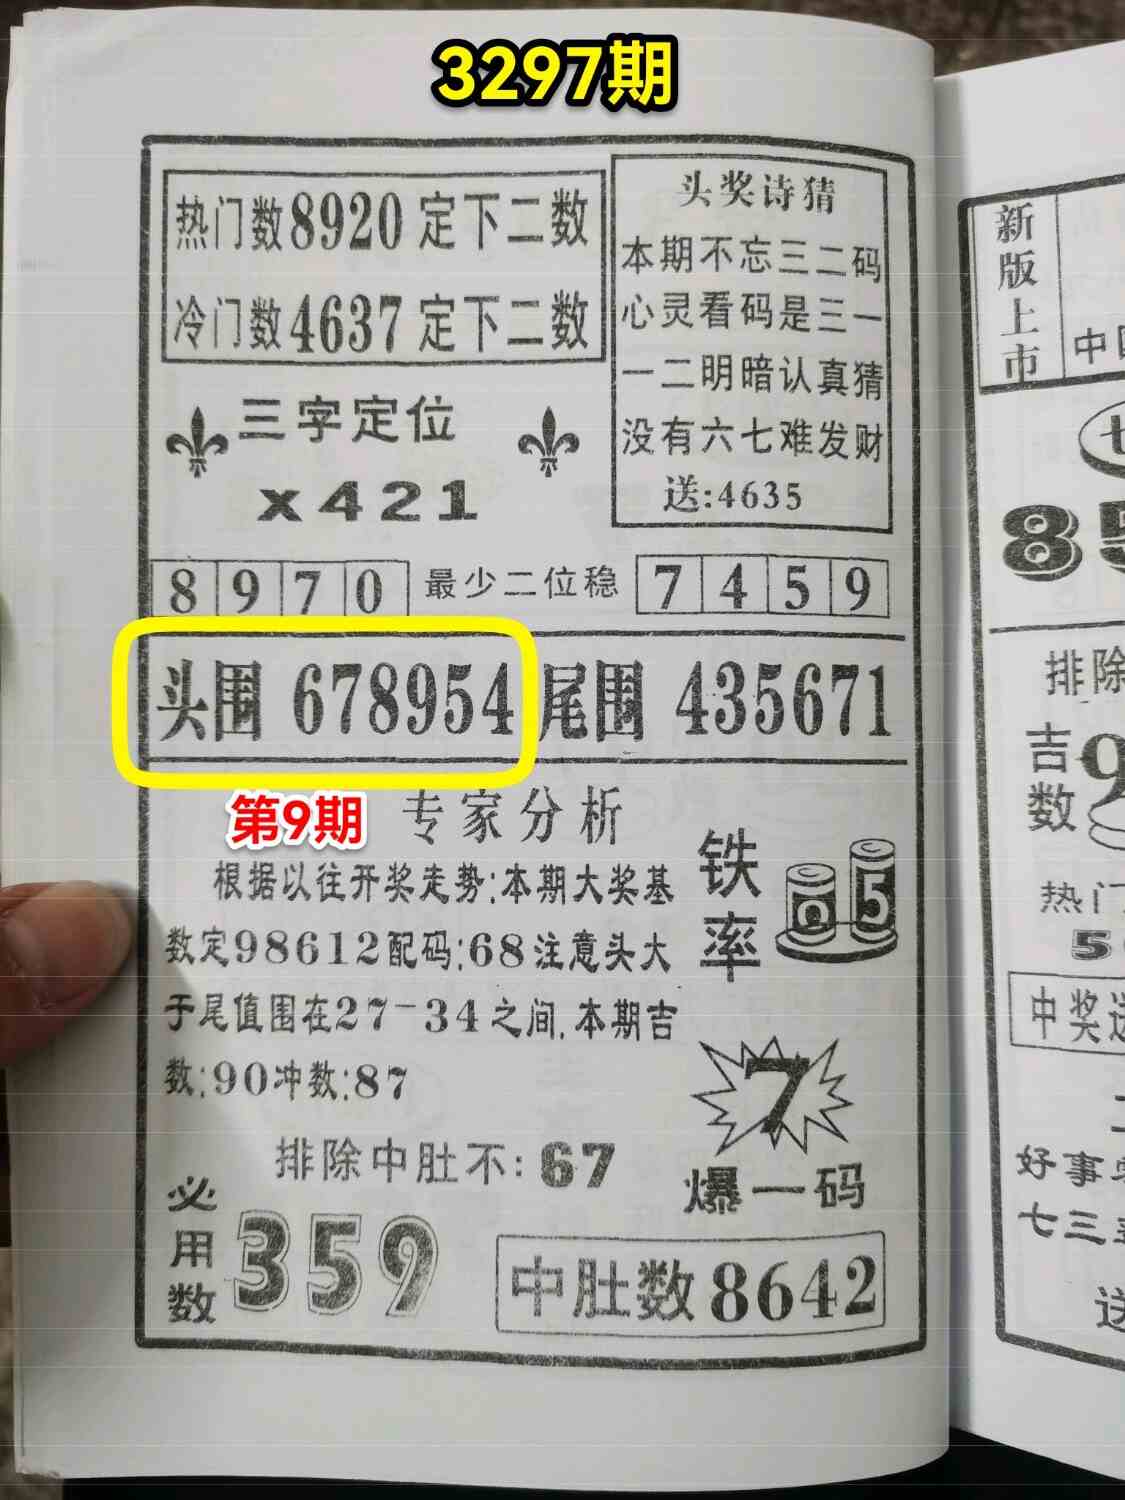 3297期
热门数8920定下二数
冷门数4637定下二数
头奖诗猜
本期不忘三二码
心灵看码是三一
一二明暗认真猜
没有六七难发财
送:4635
三字定位
x421
8970
最少二位稳
7459
头围 678954
尾围 435671
第9期
专家分析
根据以往开奖走势:本期大奖基
数定98612配码:68注意头大
于尾值围在27-34之间.本期吉
数:90冲数:87
铁率
0 5
排除中肚不:67
7
爆一码
必用数
359
中肚数8642
新版上市
七
排除
吉数
热门
中奖送
好事
七三
送